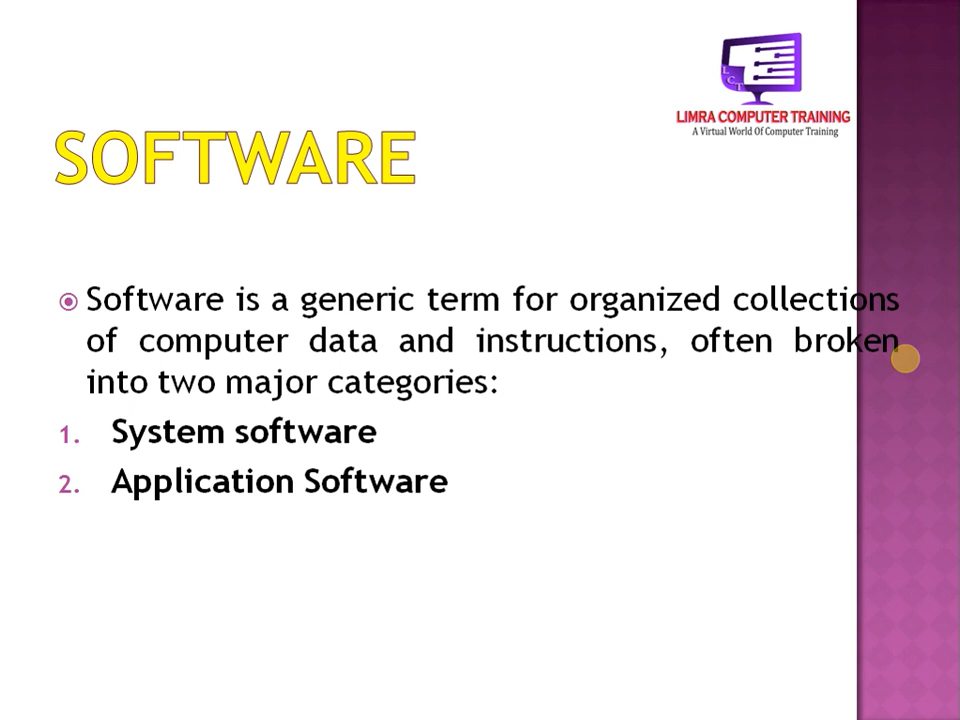 LCT
LIMRA COMPUTER TRAINING
A Virtual World Of Computer Training
SOFTWARE
Software is a generic term for organized collections
of computer data and instructions, often broken
into two major categories:
1. System software
2. Application Software